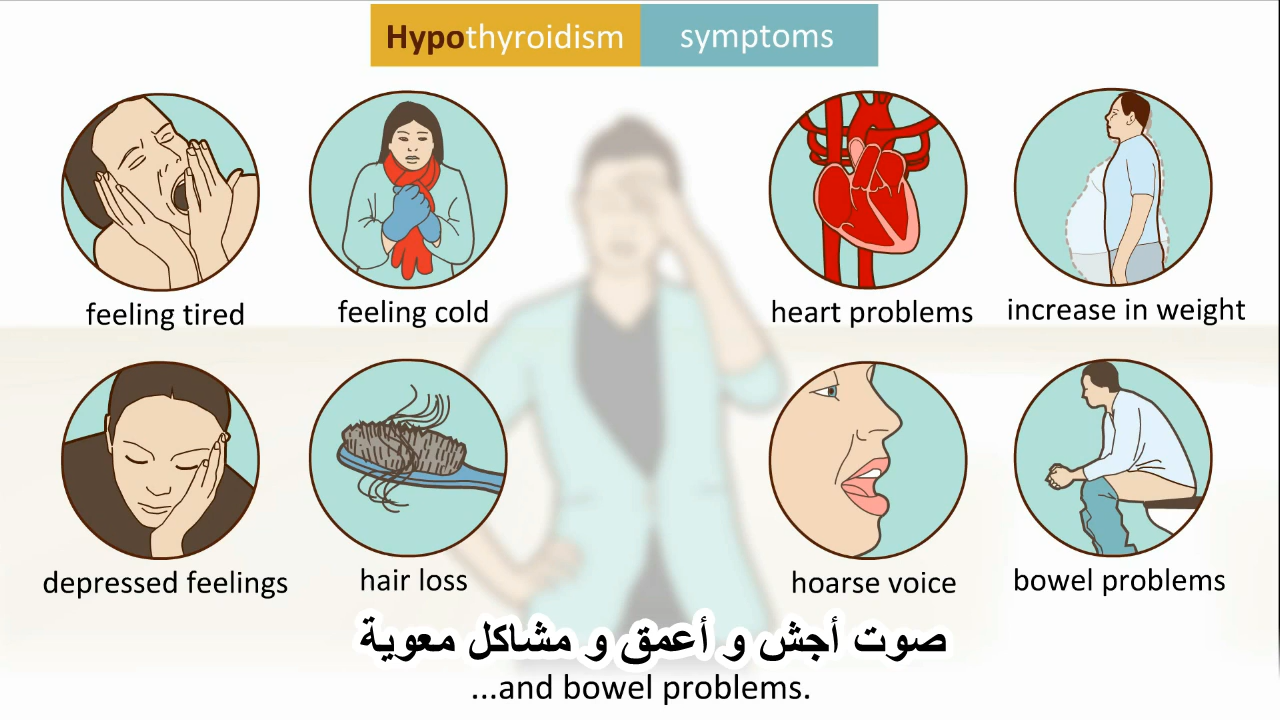 Hypothyroidism symptoms
feeling tired
feeling cold
heart problems
increase in weight
depressed feelings
hair loss
hoarse voice
bowel problems
صوت أجش و أعمق و مشاكل معوية
...and bowel problems.